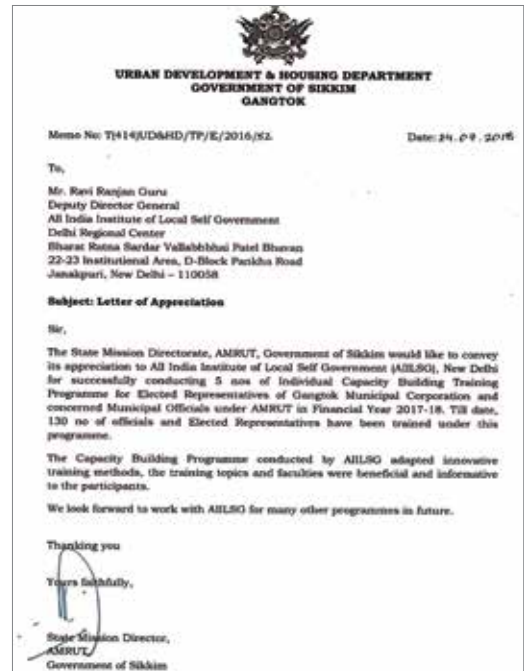 URBAN DEVELOPMENT & HOUSING DEPARTMENT
GOVERNMENT OF SIKKIM
GANGTOK
Memo No: T(414)UD&HD/TP/E/2016/52 Date: 24.09.2018
To,
Mr. Ravi Ranjan Guru
Deputy Director General
All India Institute of Local Self Government
Delhi Regional Center
Bharat Ratna Sardar Vallabhbhai Patel Bhavan
22-23 Institutional Area, D-Block Pankha Road
Janakpuri, New Delhi – 110058
Subject: Letter of Appreciation
Sir,
The State Mission Directorate, AMRUT, Government of Sikkim would like to convey
its appreciation to All India Institute of Local Self Government (AIILSG), New Delhi
for successfully conducting 5 nos of Individual Capacity Building Training
Programme for Elected Representatives of Gangtok Municipal Corporation and
concerned Municipal Officials under AMRUT in Financial Year 2017-18. Till date,
130 no of officials and Elected Representatives have been trained under this
programme.
The Capacity Building Programme conducted by AIILSG adapted innovative
training methods, the training topics and faculties were beneficial and informative
to the participants.
We look forward to work with AIILSG for many other programmes in future.
Thanking you
Yours faithfully,
State Mission Director,
AMRUT,
Government of Sikkim